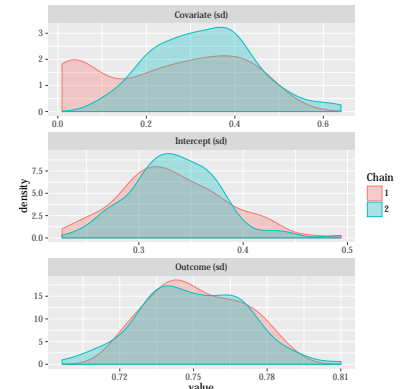 Covariate (sd)
3
2
1
0
0.0 0.2 0.4 0.6
Intercept (sd)
7.5
5.0
2.5
0.0
0.3 0.4 0.5
density
Outcome (sd)
15
10
5
0
0.72 0.75 0.78 0.81
value
Chain
1
2